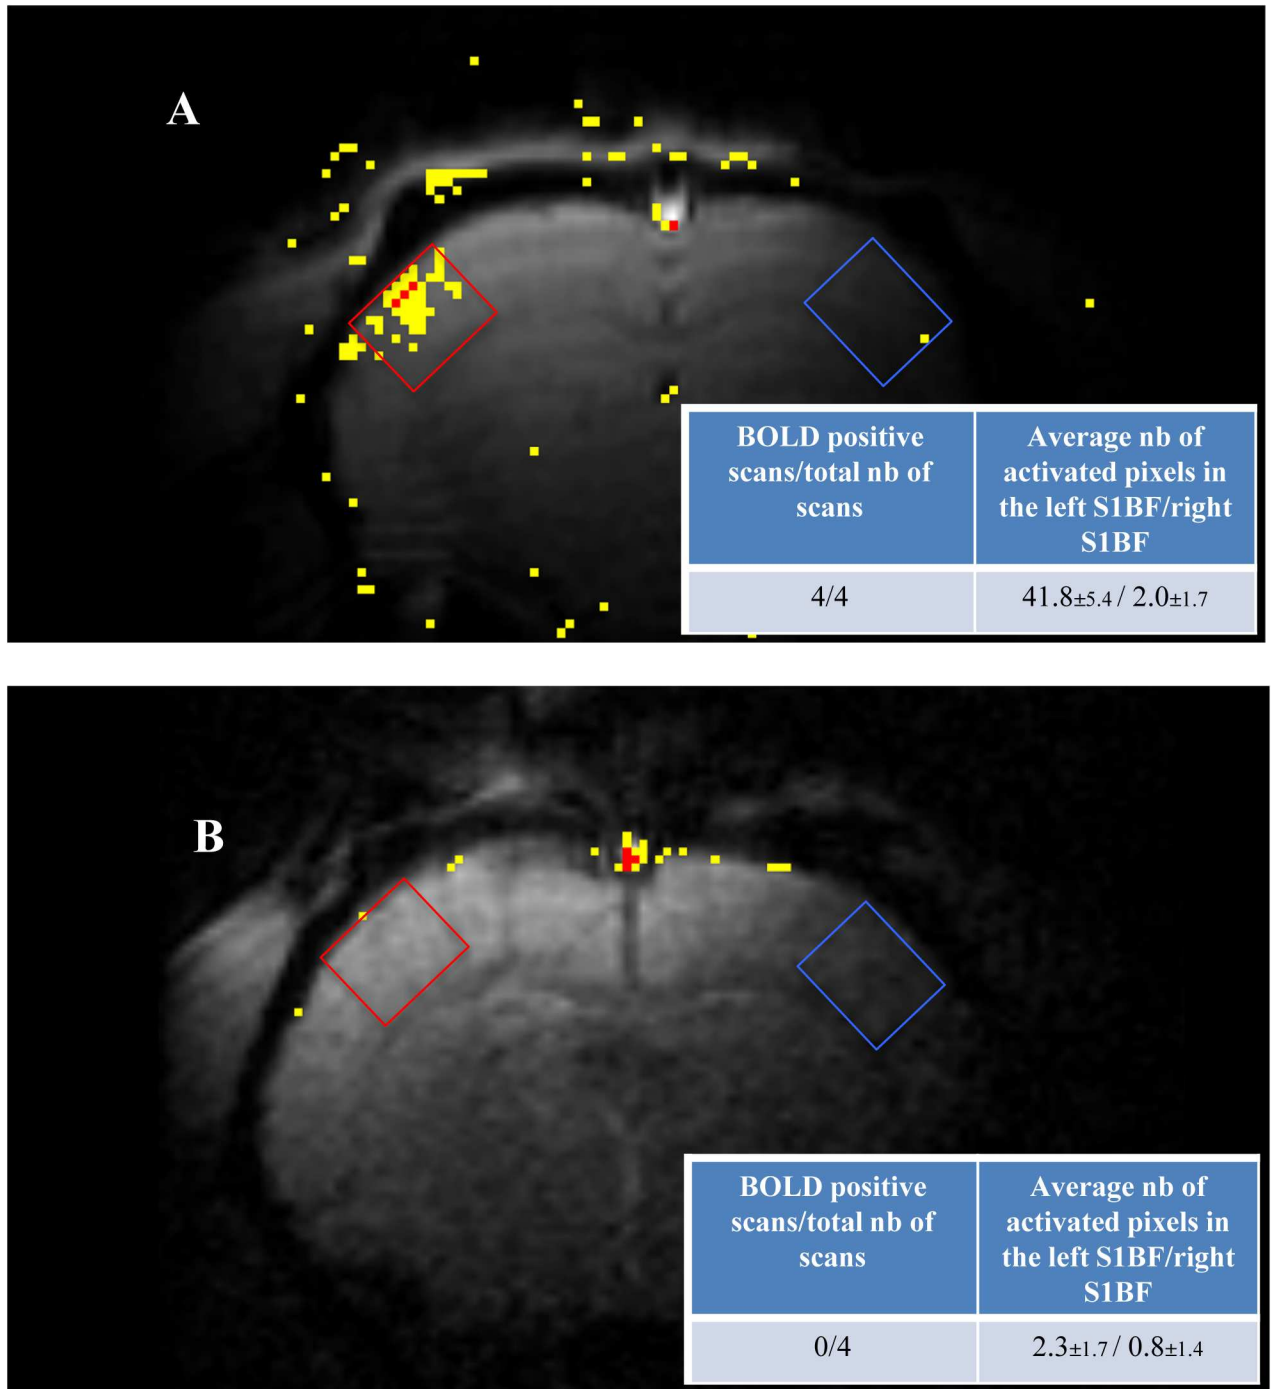 A
BOLD positive
scans/total nb of
scans
Average nb of
activated pixels in
the left S1BF/right
S1BF
4/4
41.8±5.4 / 2.0±1.7
B
BOLD positive
scans/total nb of
scans
Average nb of
activated pixels in
the left S1BF/right
S1BF
0/4
2.3±1.7 / 0.8±1.4